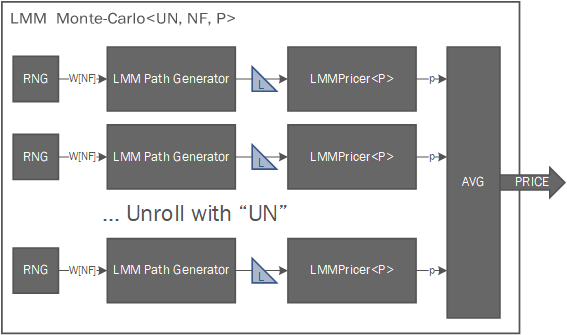 LMM Monte-Carlo<UN, NF, P>
RNG W[NF] LMM Path Generator L LMMPricer<P> p
RNG W[NF] LMM Path Generator L LMMPricer<P> p
AVG PRICE
... Unroll with “UN”
RNG W[NF] LMM Path Generator L LMMPricer<P> p